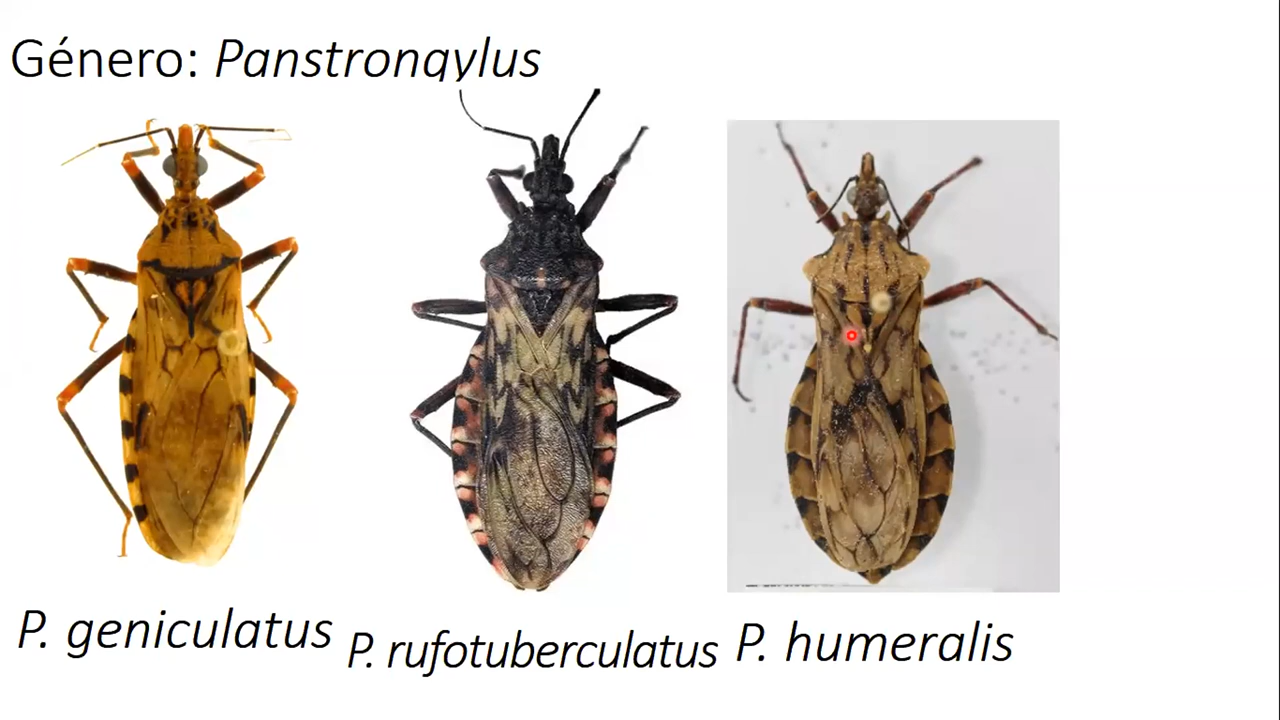 Género: Panstrongylus
P. geniculatus
P. rufotuberculatus
P. humeralis